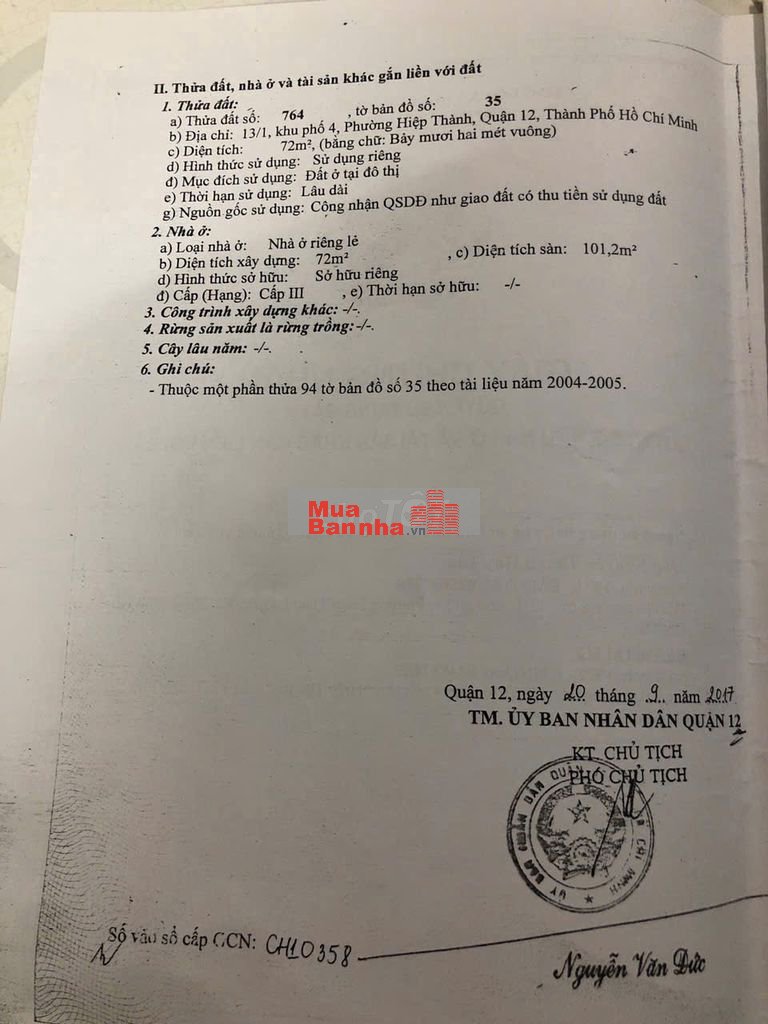 II. Thửa đất, nhà ở và tài sản khác gắn liền với đất
1. Thửa đất:
a) Thửa đất số: 764 , tờ bản đồ số: 35
b) Địa chỉ: 13/1, khu phố 4, Phường Hiệp Thành, Quận 12, Thành Phố Hồ Chí Minh
c) Diện tích: 72m², (bằng chữ: Bảy mươi hai mét vuông)
d) Hình thức sử dụng: Sử dụng riêng
đ) Mục đích sử dụng: Đất ở tại đô thị
e) Thời hạn sử dụng: Lâu dài
g) Nguồn gốc sử dụng: Công nhận QSDĐ như giao đất có thu tiền sử dụng đất
2. Nhà ở:
a) Loại nhà ở: Nhà ở riêng lẻ
b) Diện tích xây dựng: 72m² , c) Diện tích sàn: 101,2m²
d) Hình thức sở hữu: Sở hữu riêng
đ) Cấp (Hạng): Cấp III , e) Thời hạn sở hữu: -/-
3. Công trình xây dựng khác: -/-.
4. Rừng sản xuất là rừng trồng: -/-.
5. Cây lâu năm: -/-.
6. Ghi chú:
- Thuộc một phần thửa 94 tờ bản đồ số 35 theo tài liệu năm 2004-2005.
Mua
Bannha.vn
Quận 12, ngày 20 tháng .9.. năm 2017
TM. ỦY BAN NHÂN DÂN QUẬN 12
KT. CHỦ TỊCH
PHÓ CHỦ TỊCH
ỦY BAN NHÂN DÂN QUẬN CHÍ MINH
Số vào sổ cấp GCN: CH10358
Nguyễn Văn Đức